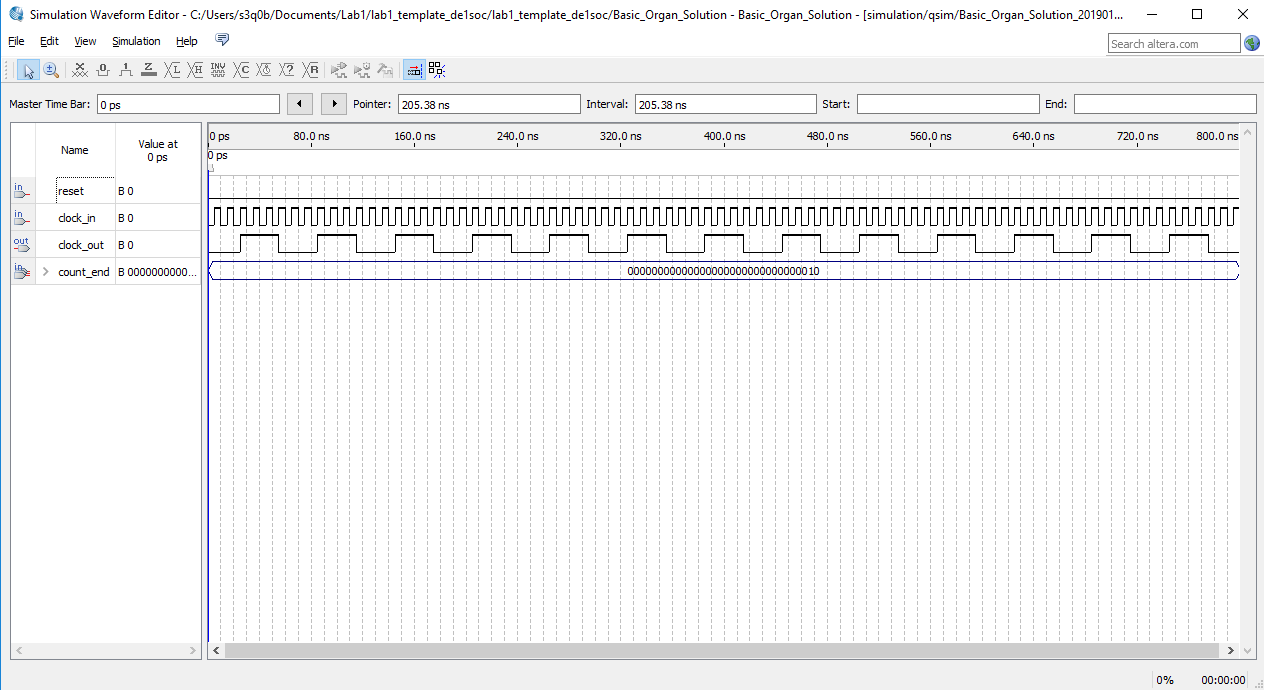 Simulation Waveform Editor - C:/Users/s3q0b/Documents/Lab1/lab1_template_de1soc/lab1_template_de1soc/Basic_Organ_Solution - Basic_Organ_Solution - [simulation/qsim/Basic_Organ_Solution_201901...
File Edit View Simulation Help
Search altera.com
Master Time Bar: 0 ps Pointer: 205.38 ns Interval: 205.38 ns Start: End:
Name Value at 0 ps
0 ps 80.0 ns 160.0 ns 240.0 ns 320.0 ns 400.0 ns 480.0 ns 560.0 ns 640.0 ns 720.0 ns 800.0 ns
0 ps
in reset B 0
in clock_in B 0
out clock_out B 0
in count_end B 0000000000... 00000000000000000000000000000010
0% 00:00:00